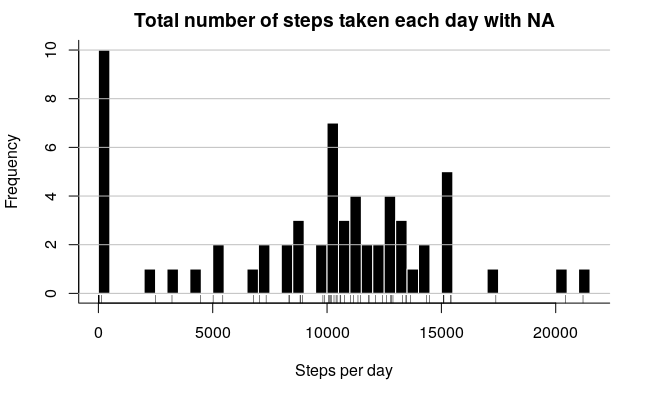 Total number of steps taken each day with NA
Frequency
10
8
6
4
2
0
0 5000 10000 15000 20000
Steps per day